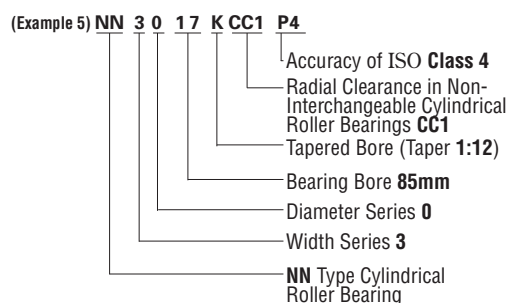 (Example 5) NN 3 0 17 K CC1 P4
Accuracy of ISO Class 4
Radial Clearance in Non-
Interchangeable Cylindrical
Roller Bearings CC1
Tapered Bore (Taper 1:12)
Bearing Bore 85mm
Diameter Series 0
Width Series 3
NN Type Cylindrical
Roller Bearing